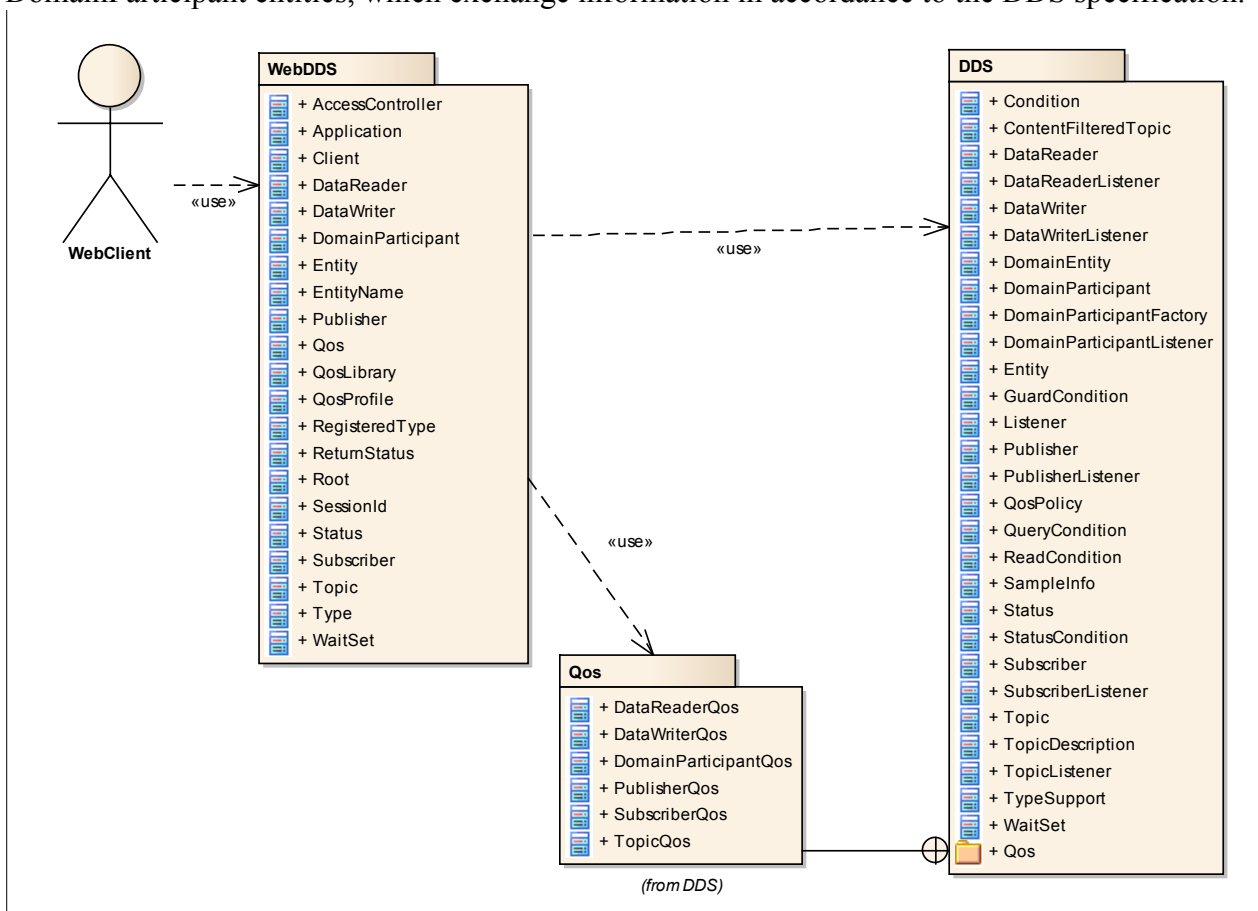 DomainParticipant entities, which exchange information in accordance to the DDS specification.
WebClient
«use»
WebDDS
+ AccessController
+ Application
+ Client
+ DataReader
+ DataWriter
+ DomainParticipant
+ Entity
+ EntityName
+ Publisher
+ Qos
+ QosLibrary
+ QosProfile
+ RegisteredType
+ ReturnStatus
+ Root
+ SessionId
+ Status
+ Subscriber
+ Topic
+ Type
+ WaitSet
«use»
«use»
Qos
+ DataReaderQos
+ DataWriterQos
+ DomainParticipantQos
+ PublisherQos
+ SubscriberQos
+ TopicQos
(from DDS)
DDS
+ Condition
+ ContentFilteredTopic
+ DataReader
+ DataReaderListener
+ DataWriter
+ DataWriterListener
+ DomainEntity
+ DomainParticipant
+ DomainParticipantFactory
+ DomainParticipantListener
+ Entity
+ GuardCondition
+ Listener
+ Publisher
+ PublisherListener
+ QosPolicy
+ QueryCondition
+ ReadCondition
+ SampleInfo
+ Status
+ StatusCondition
+ Subscriber
+ SubscriberListener
+ Topic
+ TopicDescription
+ TopicListener
+ TypeSupport
+ WaitSet
+ Qos